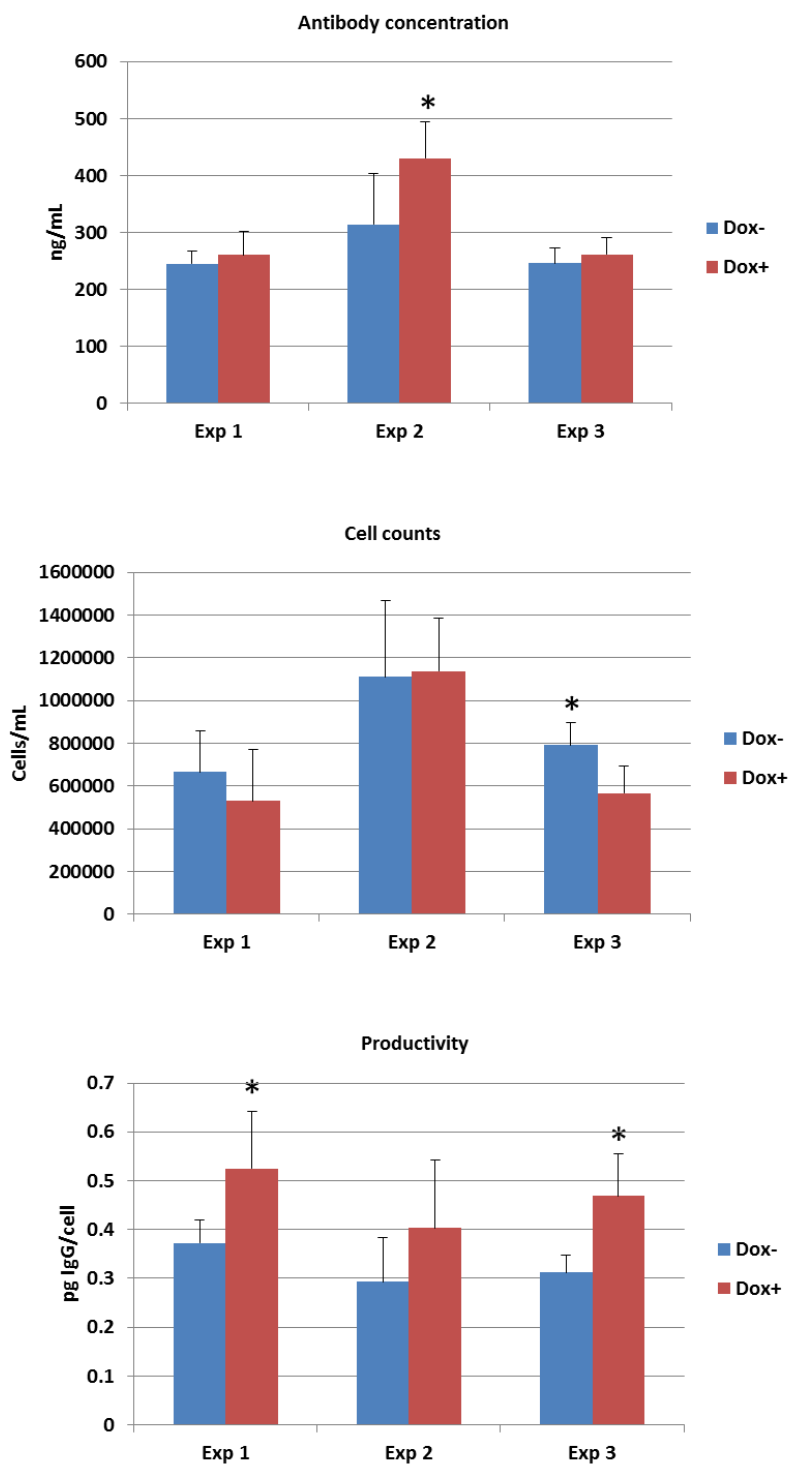 Antibody concentration
600
*
500
400
300
200
100
0
ng/mL
Dox-
Dox+
Exp 1 Exp 2 Exp 3
Cell counts
1600000
1400000
1200000
1000000
*
800000
600000
400000
200000
0
Cells/mL
Dox-
Dox+
Exp 1 Exp 2 Exp 3
Productivity
0.7
*
0.6
*
0.5
0.4
0.3
0.2
0.1
0
pg IgG/cell
Dox-
Dox+
Exp 1 Exp 2 Exp 3